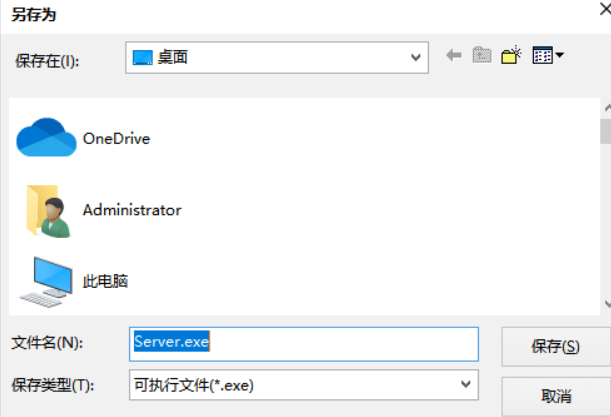 另存为
保存在(I):
桌面
OneDrive
Administrator
此电脑
文件名(N):
Server.exe
保存(S)
保存类型(T):
可执行文件(*.exe)
取消